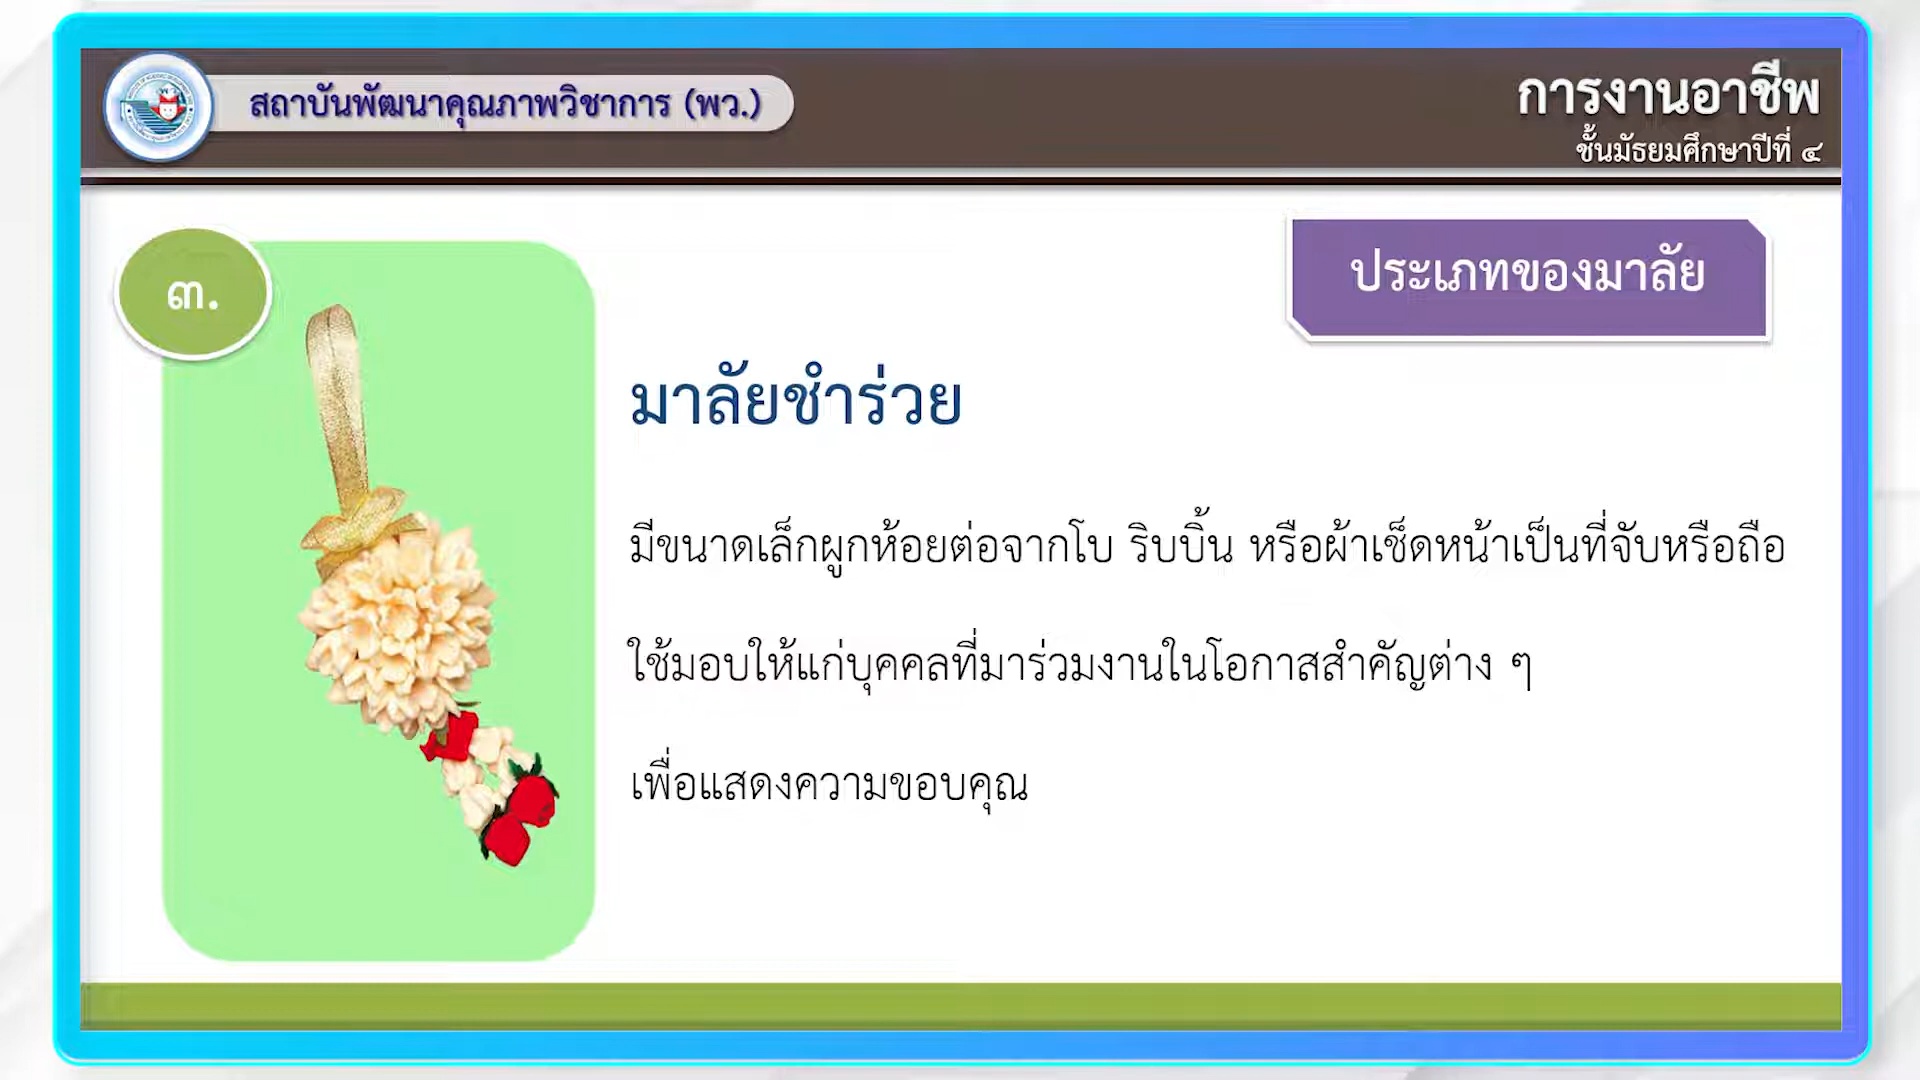 สถาบันพัฒนาคุณภาพวิชาการ (พว.)
การงานอาชีพ
ชั้นมัธยมศึกษาปีที่ ๔
๓.
ประเภทของมาลัย
มาลัยชำร่วย
มีขนาดเล็กผูกห้อยต่อจากโบ ริบบิ้น หรือผ้าเช็ดหน้าเป็นที่จับหรือถือ
ใช้มอบให้แก่บุคคลที่มาร่วมงานในโอกาสสำคัญต่าง ๆ
เพื่อแสดงความขอบคุณ